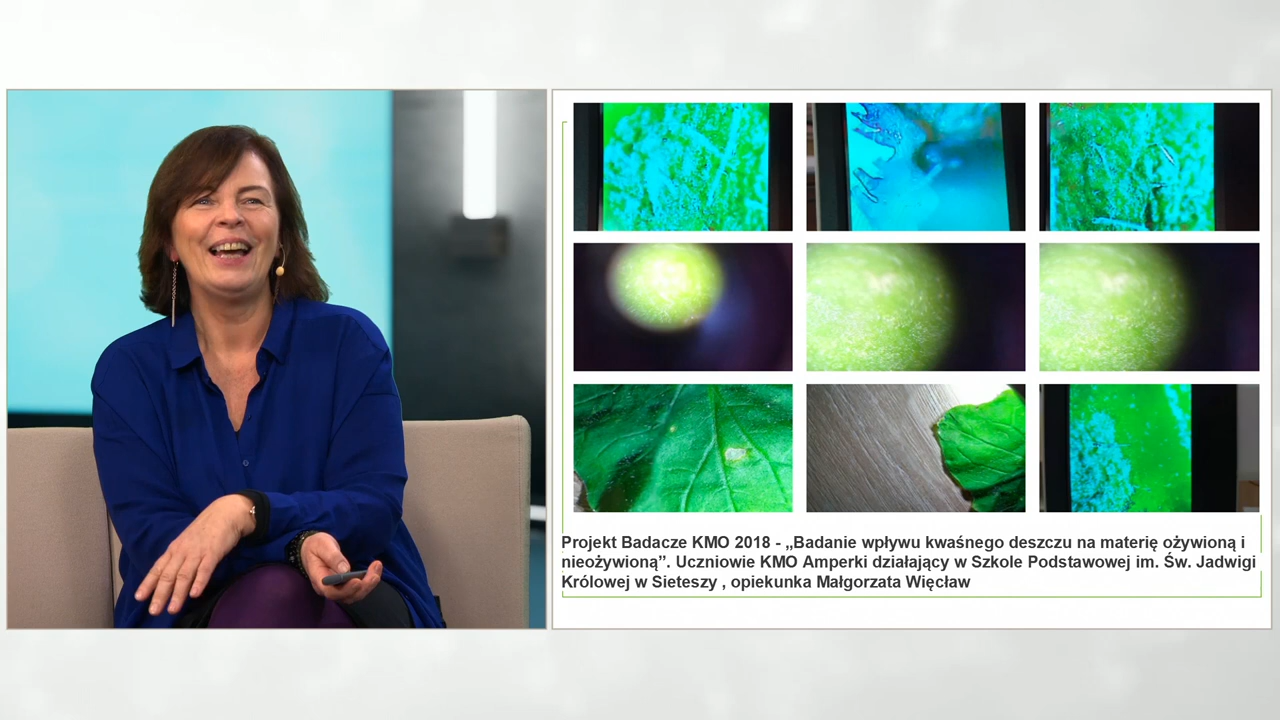 Projekt Badacze KMO 2018 - „Badanie wpływu kwaśnego deszczu na materię ożywioną i
nieożywioną”. Uczniowie KMO Amperki działający w Szkole Podstawowej im. Św. Jadwigi
Królowej w Sieteszy , opiekunka Małgorzata Więcław